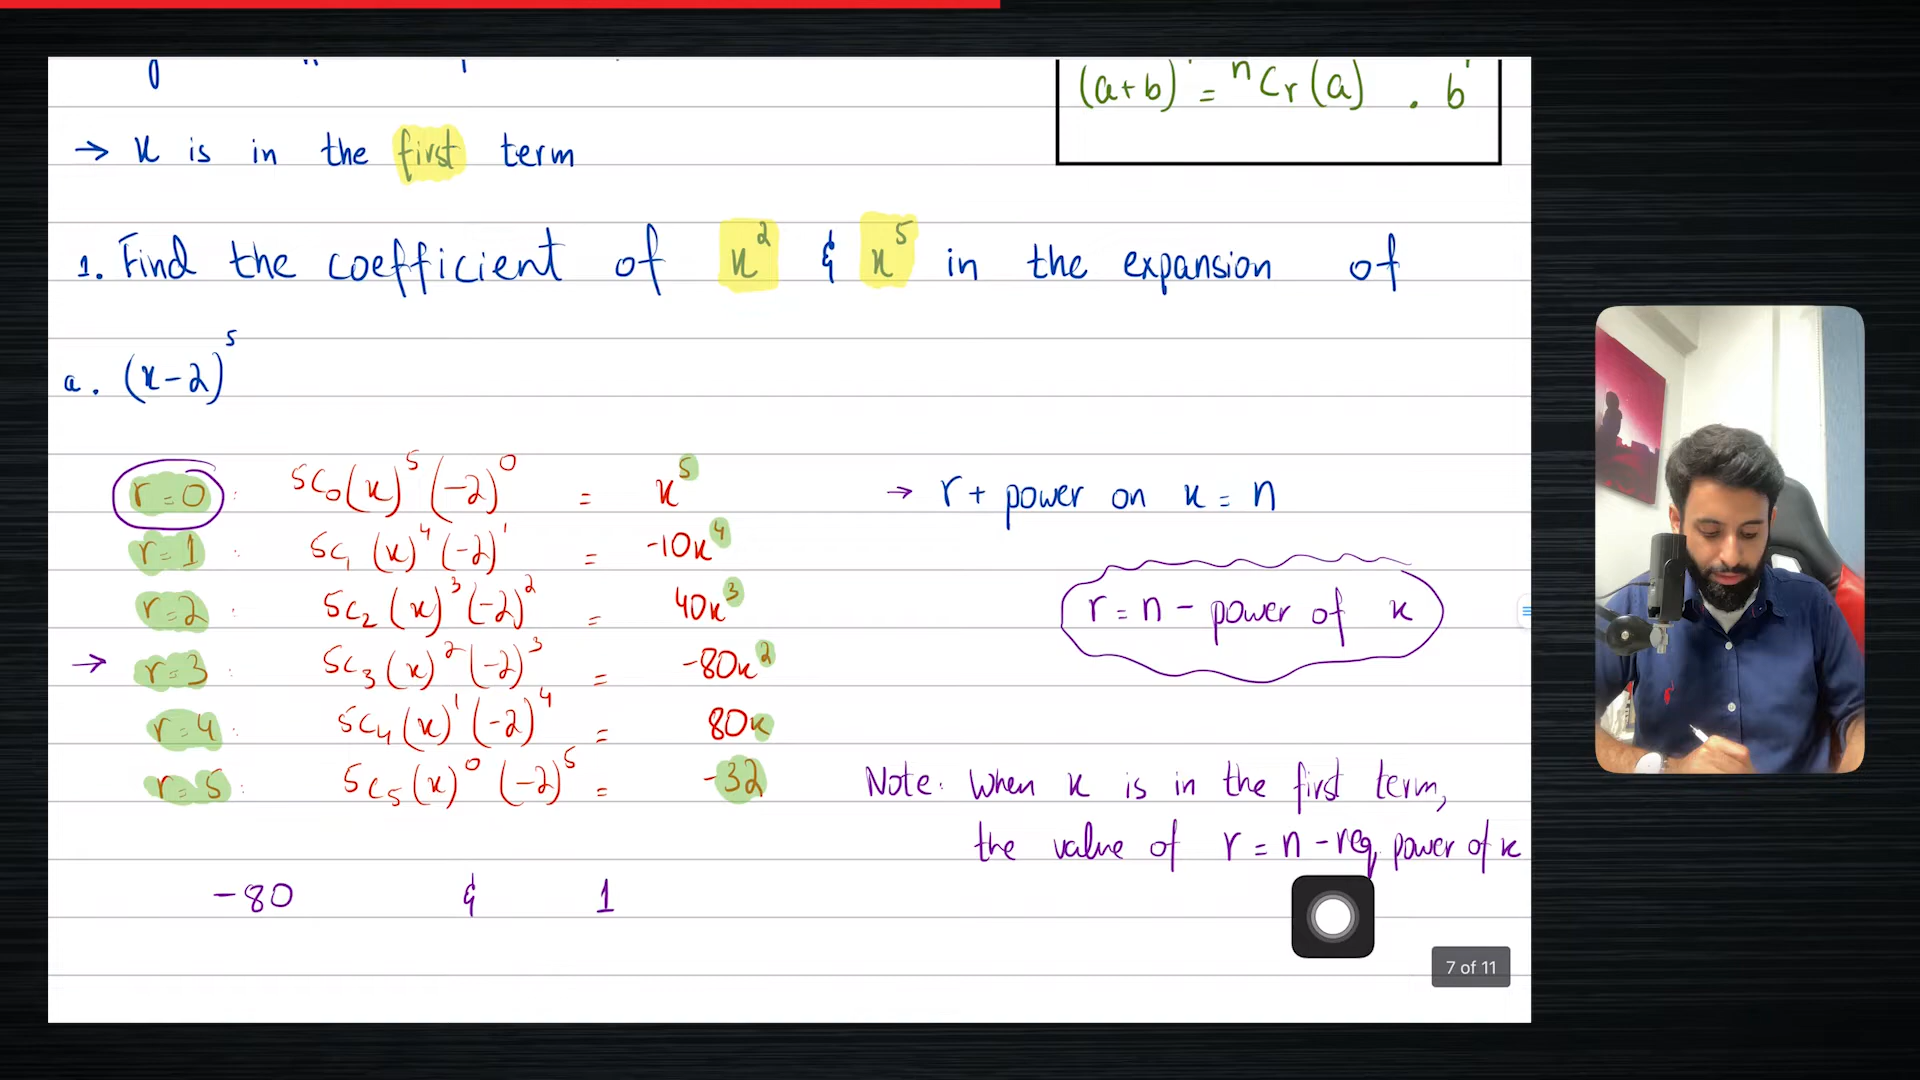 (a+b) = ⁿCᵣ(a) . b
→ x is in the first term
1. Find the coefficient of x² & x⁵ in the expansion of
a. (x-2)⁵
r=0 : 5C₀(x)⁵(-2)⁰ = x⁵
r=1 : 5C₁(x)⁴(-2)¹ = -10x⁴
r=2 : 5C₂(x)³(-2)² = 40x³
→ r=3 : 5C₃(x)²(-2)³ = -80x²
r=4 : 5C₄(x)¹(-2)⁴ = 80x
r=5 : 5C₅(x)⁰(-2)⁵ = -32
-80 & 1
→ r + power on x = n
r = n - power of x
Note: When x is in the first term,
the value of r = n - req. power of x
7 of 11